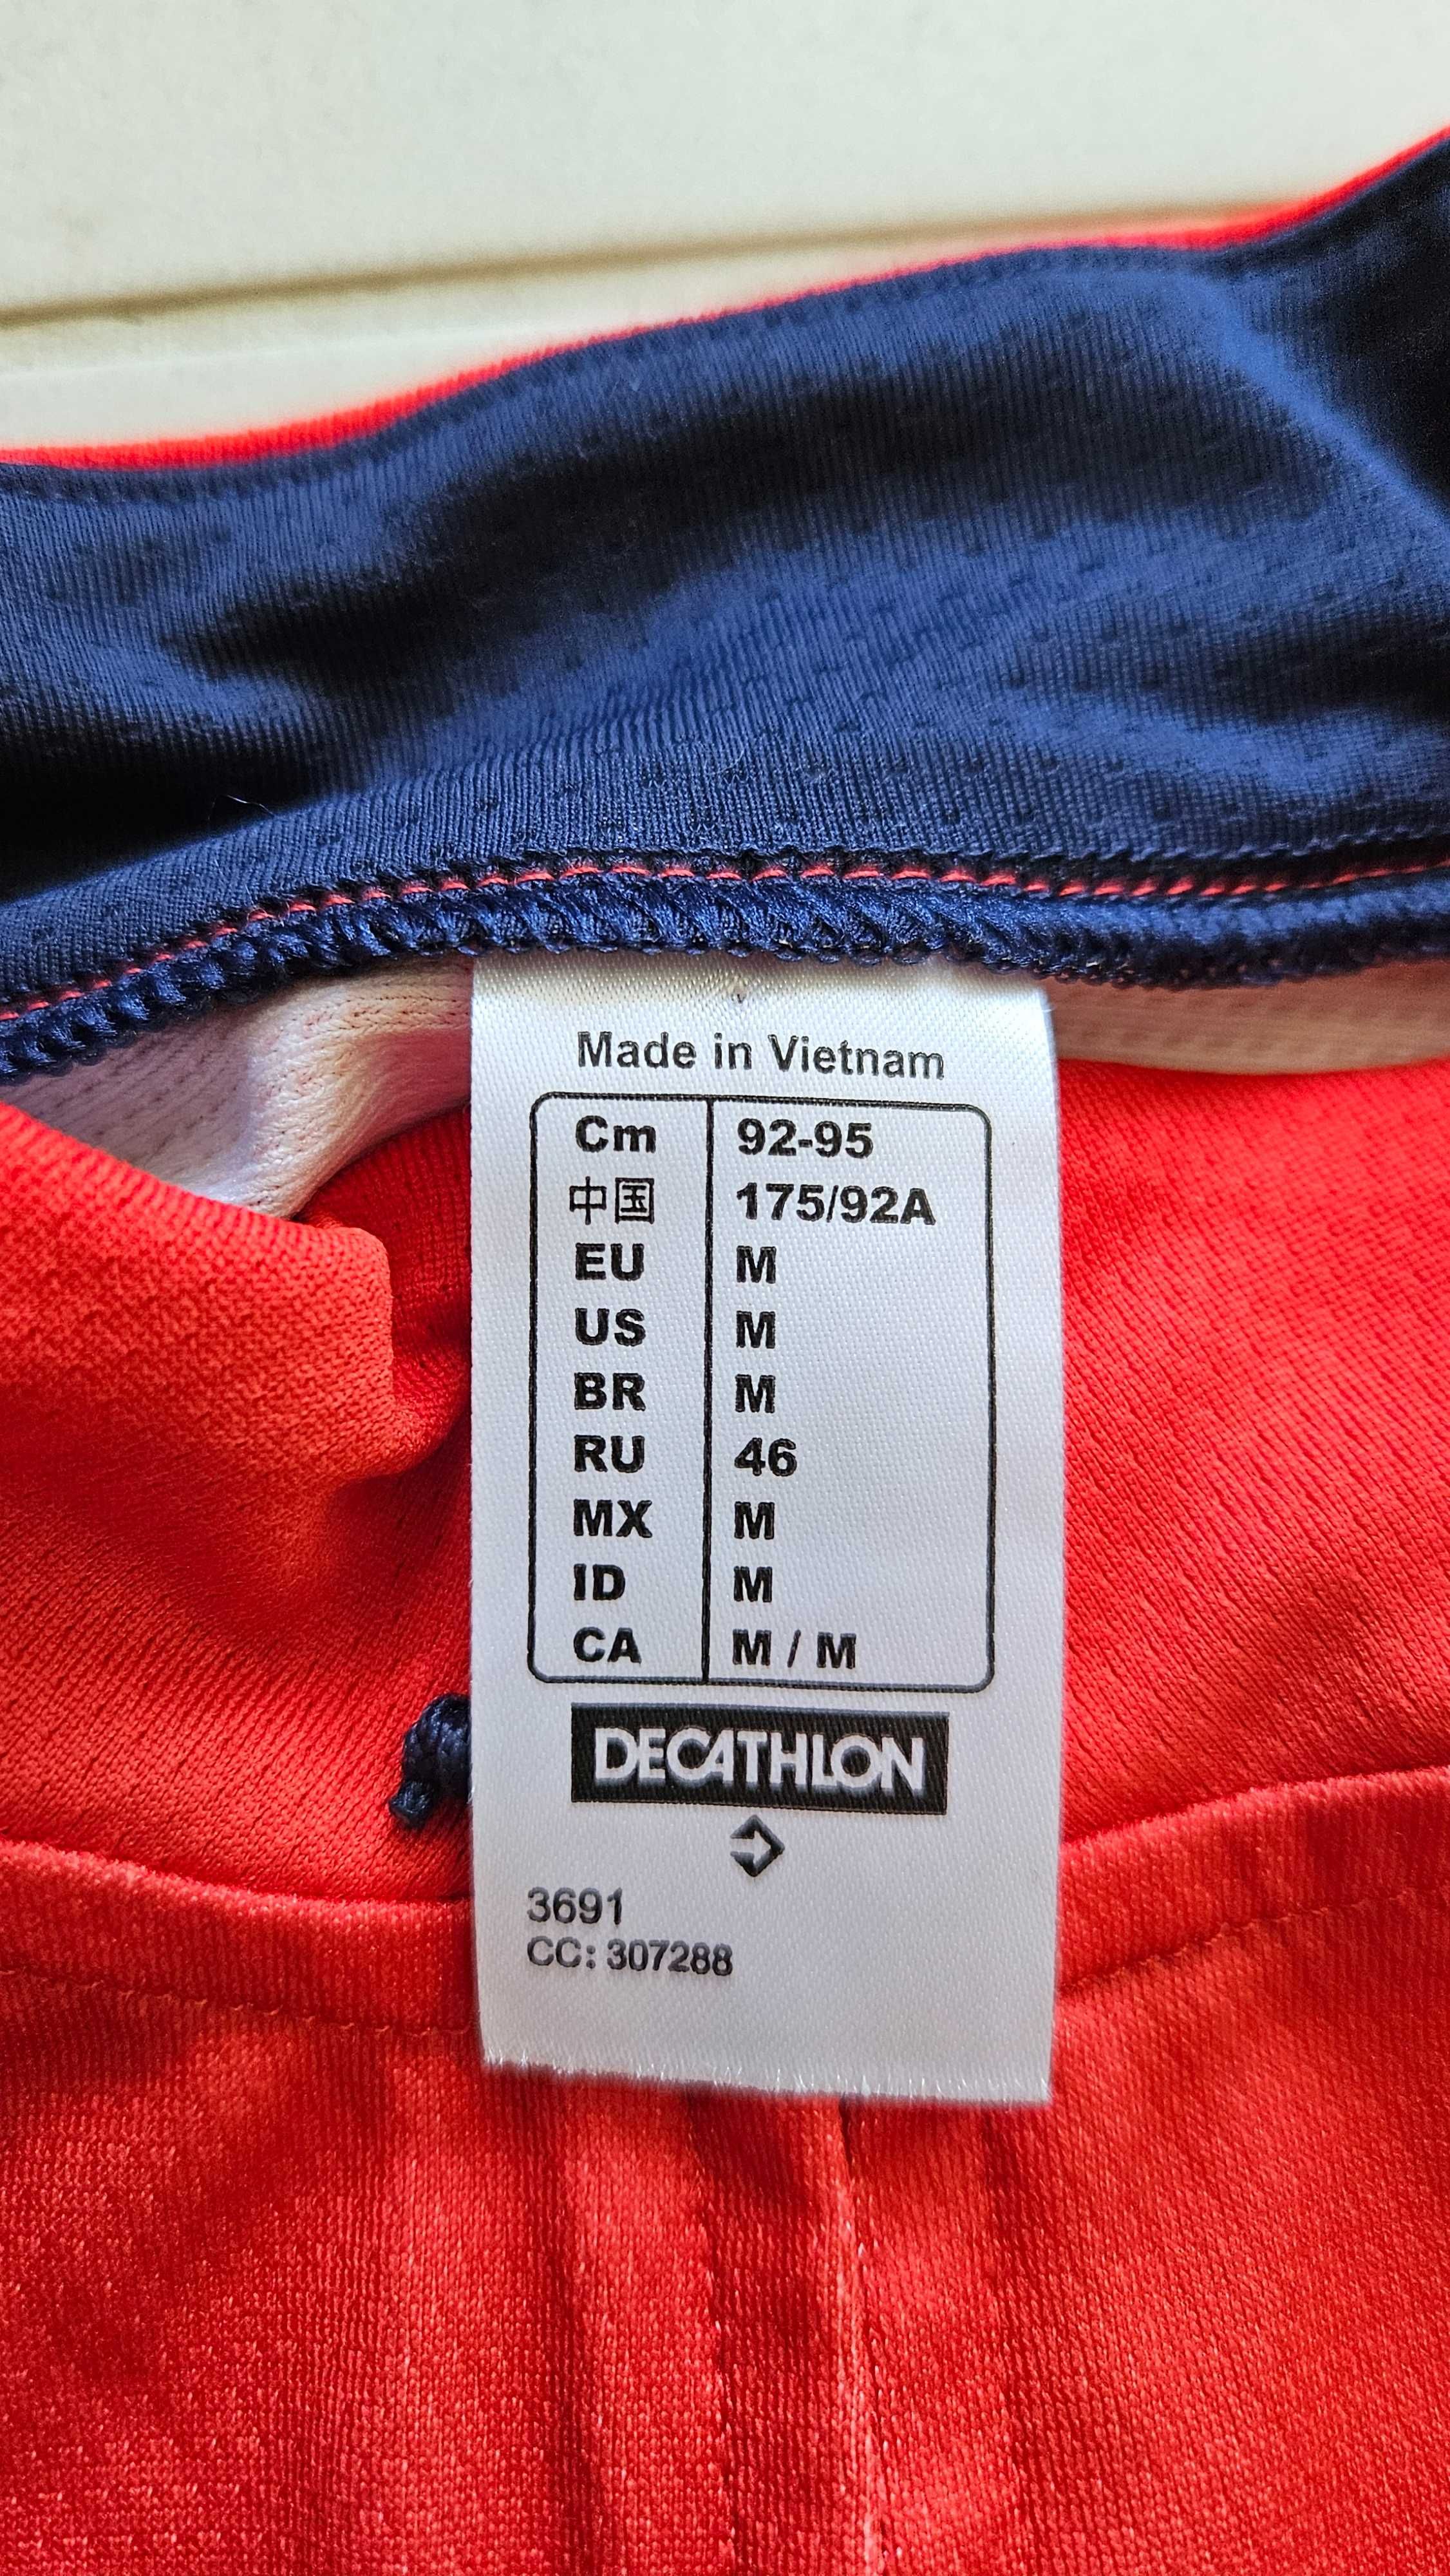 Made in Vietnam
Cm 92-95
中国 175/92A
EU M
US M
BR M
RU 46
MX M
ID M
CA M / M
DECATHLON
3691
CC: 307288